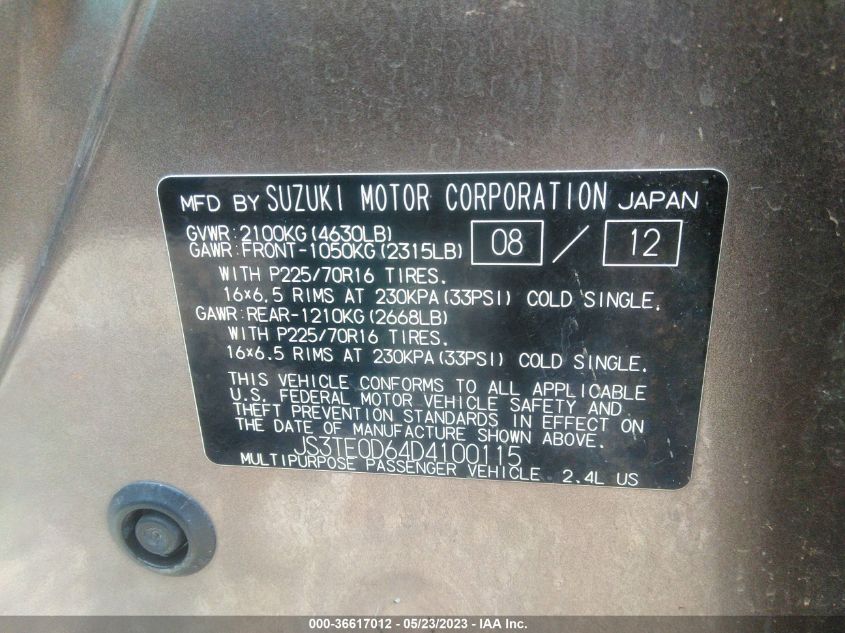 MFD BY SUZUKI MOTOR CORPORATION JAPAN
GVWR:2100KG(4630LB)
GAWR:FRONT-1050KG(2315LB) 08 / 12
WITH P225/70R16 TIRES.
16×6.5 RIMS AT 230KPA(33PSI) COLD SINGLE.
GAWR:REAR-1210KG(2668LB)
WITH P225/70R16 TIRES.
16×6.5 RIMS AT 230KPA(33PSI) COLD SINGLE.
THIS VEHICLE CONFORMS TO ALL APPLICABLE
U.S. FEDERAL MOTOR VEHICLE SAFETY AND
THEFT PREVENTION STANDARDS IN EFFECT ON
THE DATE OF MANUFACTURE SHOWN ABOVE.
JS3TE0D64D4100115
MULTIPURPOSE PASSENGER VEHICLE 2.4L US
000-36617012 - 05/23/2023 - IAA Inc.